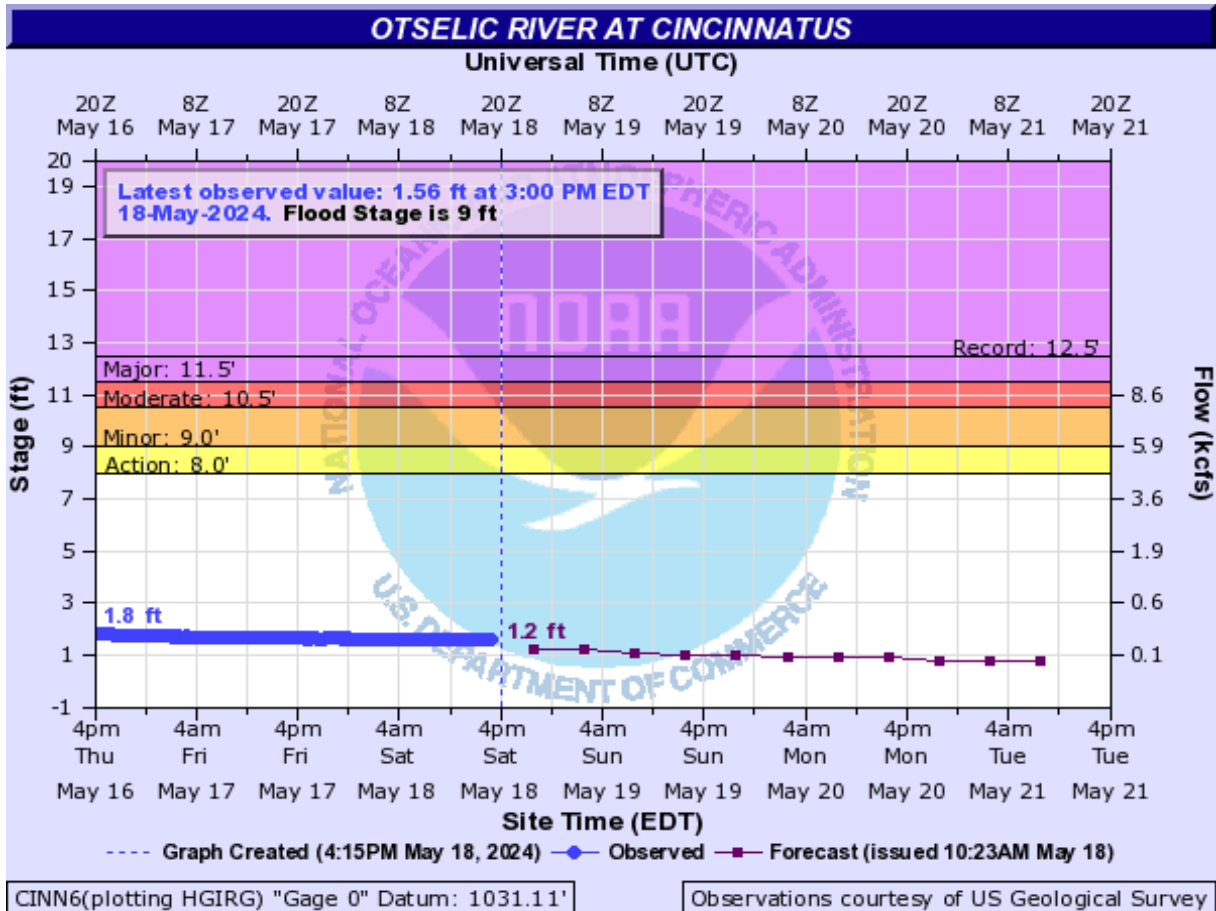 OTSELIC RIVER AT CINCINNATUS
Universal Time (UTC)
20Z 8Z 20Z 8Z 20Z 8Z 20Z 8Z 20Z 8Z 20Z
May 16 May 17 May 17 May 18 May 18 May 19 May 19 May 20 May 20 May 21 May 21
Latest observed value: 1.56 ft at 3:00 PM EDT
18-May-2024. Flood Stage is 9 ft
Stage (ft)
20
19
17
15
13
11
9
7
5
3
1
-1
Record: 12.5'
Major: 11.5'
Moderate: 10.5'
Minor: 9.0'
Action: 8.0'
NATIONAL OCEANIC AND ATMOSPHERIC ADMINISTRATION
NOAA
U.S. DEPARTMENT OF COMMERCE
1.8 ft
1.2 ft
Flow (kcfs)
8.6
5.9
3.6
1.9
0.6
0.1
4pm 4am 4pm 4am 4pm 4am 4pm 4am 4pm 4am 4pm
Thu Fri Fri Sat Sat Sun Sun Mon Mon Tue Tue
May 16 May 17 May 17 May 18 May 18 May 19 May 19 May 20 May 20 May 21 May 21
Site Time (EDT)
Graph Created (4:15PM May 18, 2024) Observed Forecast (issued 10:23AM May 18)
CINN6(plotting HGIRG) "Gage 0" Datum: 1031.11'
Observations courtesy of US Geological Survey